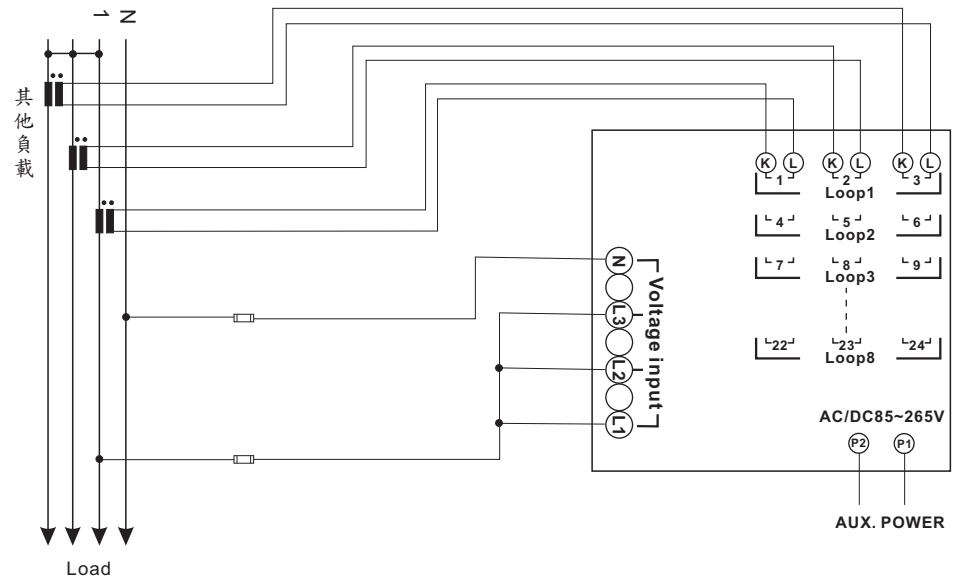 1 N
其他負載
K L K L K L
1 2 3
Loop1
4 5 6
Loop2
7 8 9
Loop3
22 23 24
Loop8
N
L3
L2
L1
Voltage input
AC/DC85~265V
P2 P1
AUX. POWER
Load